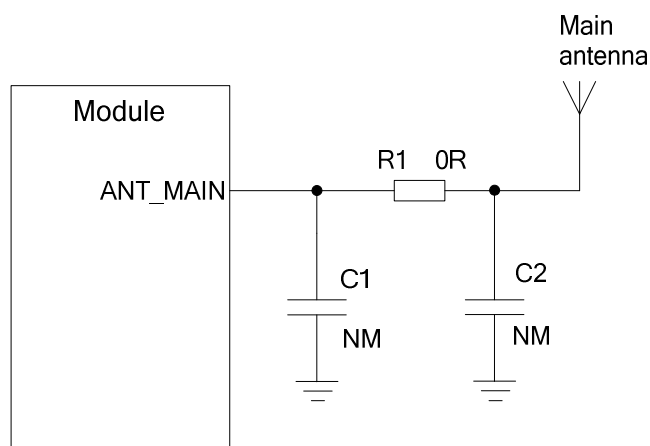 Main
antenna
Module
R1 0R
ANT_MAIN
C1
C2
NM
NM